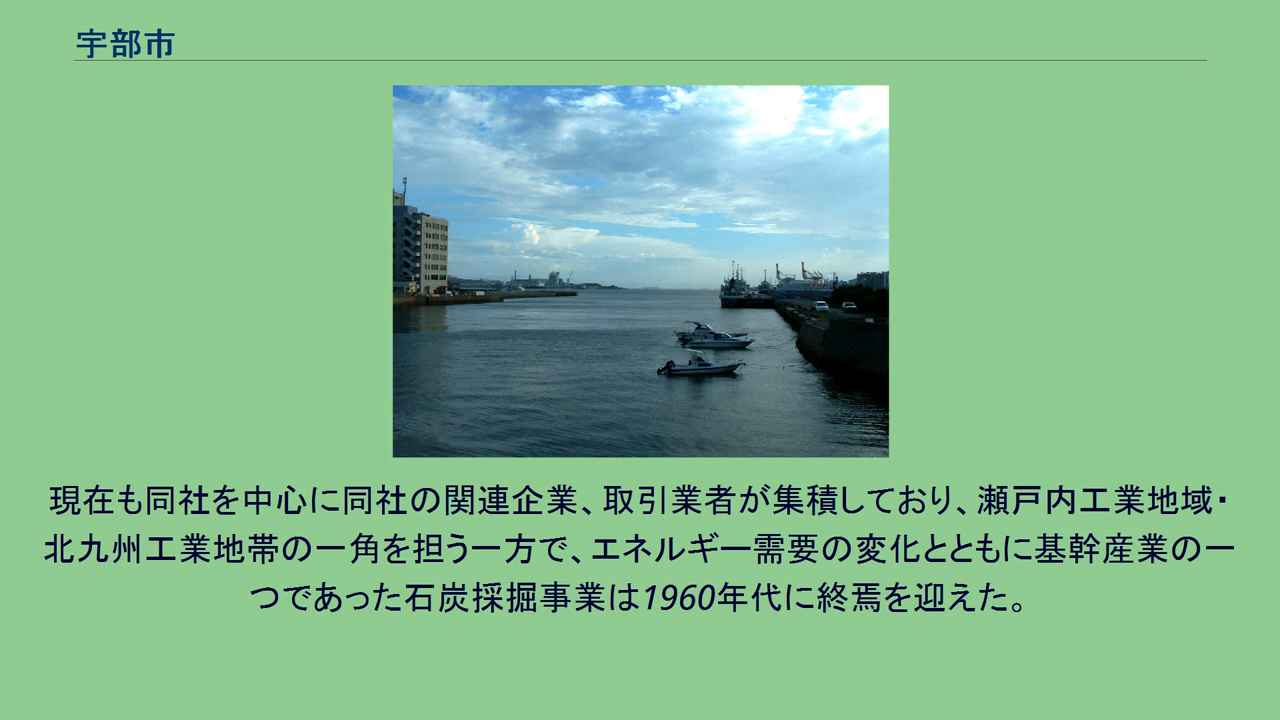 宇部市
現在も同社を中心に同社の関連企業、取引業者が集積しており、瀬戸内工業地域・
北九州工業地帯の一角を担う一方で、エネルギー需要の変化とともに基幹産業の一
つであった石炭採掘事業は1960年代に終焉を迎えた。